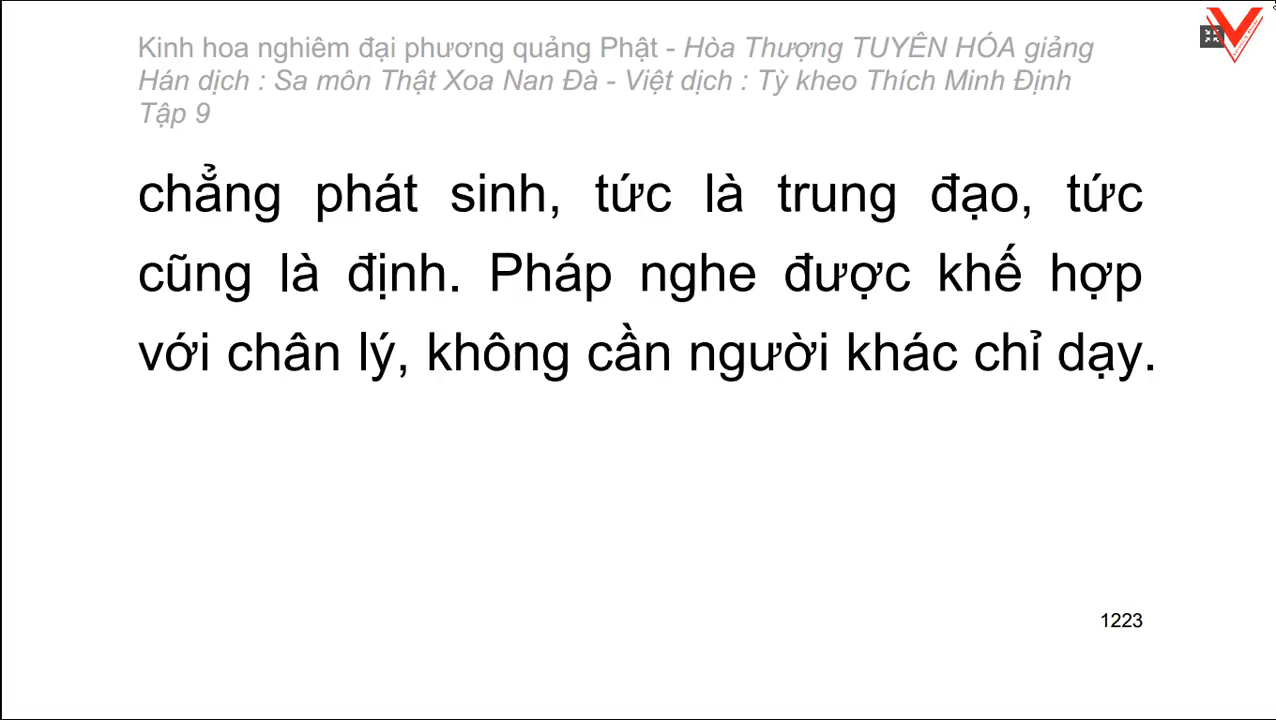 Kinh hoa nghiêm đại phương quảng Phật - Hòa Thượng TUYÊN HÓA giảng
Hán dịch : Sa môn Thật Xoa Nan Đà - Việt dịch : Tỳ kheo Thích Minh Định
Tập 9
chẳng phát sinh, tức là trung đạo, tức
cũng là định. Pháp nghe được khế hợp
với chân lý, không cần người khác chỉ dạy.
1223